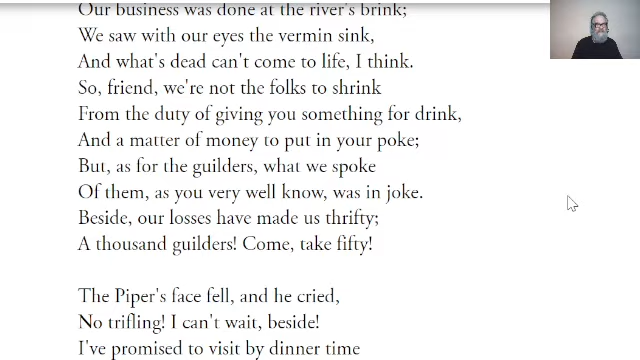 Our business was done at the river's brink;
We saw with our eyes the vermin sink,
And what's dead can't come to life, I think.
So, friend, we're not the folks to shrink
From the duty of giving you something for drink,
And a matter of money to put in your poke;
But, as for the guilders, what we spoke
Of them, as you very well know, was in joke.
Beside, our losses have made us thrifty;
A thousand guilders! Come, take fifty!
The Piper's face fell, and he cried,
No trifling! I can't wait, beside!
I've promised to visit by dinner time